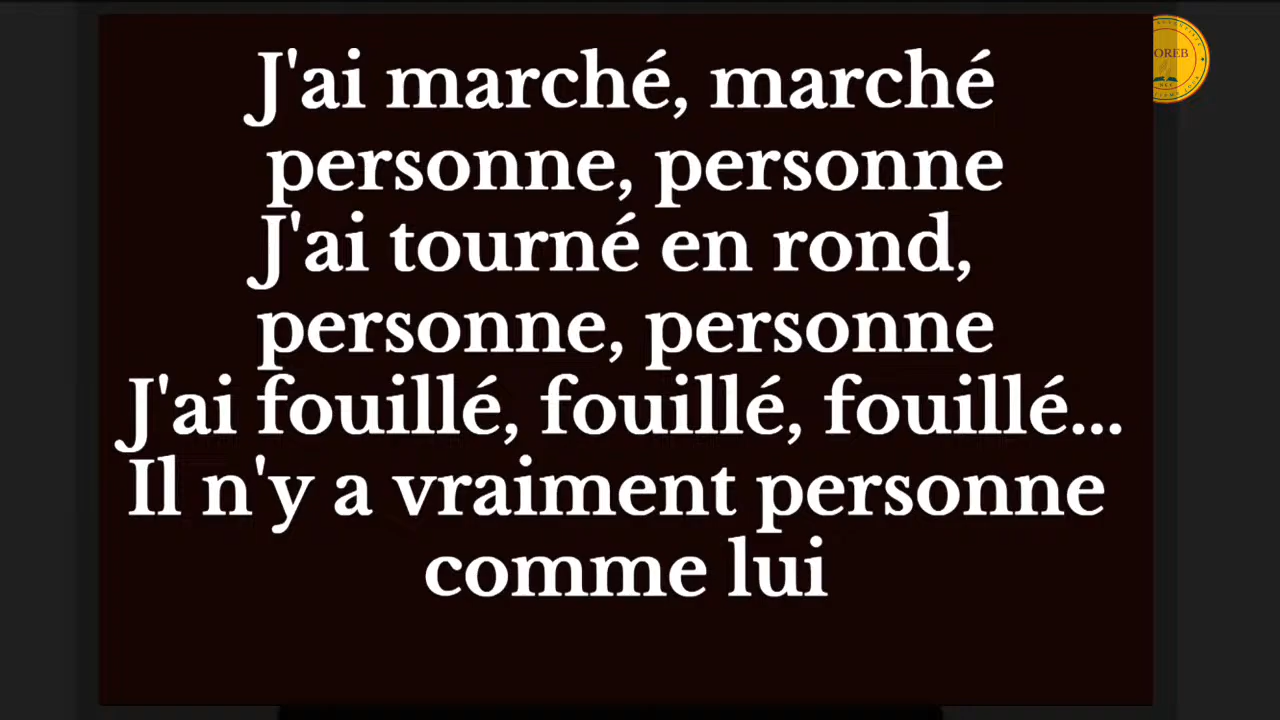 J'ai marché, marché
personne, personne
J'ai tourné en rond,
personne, personne
J'ai fouillé, fouillé, fouillé...
Il n'y a vraiment personne
comme lui
OREB